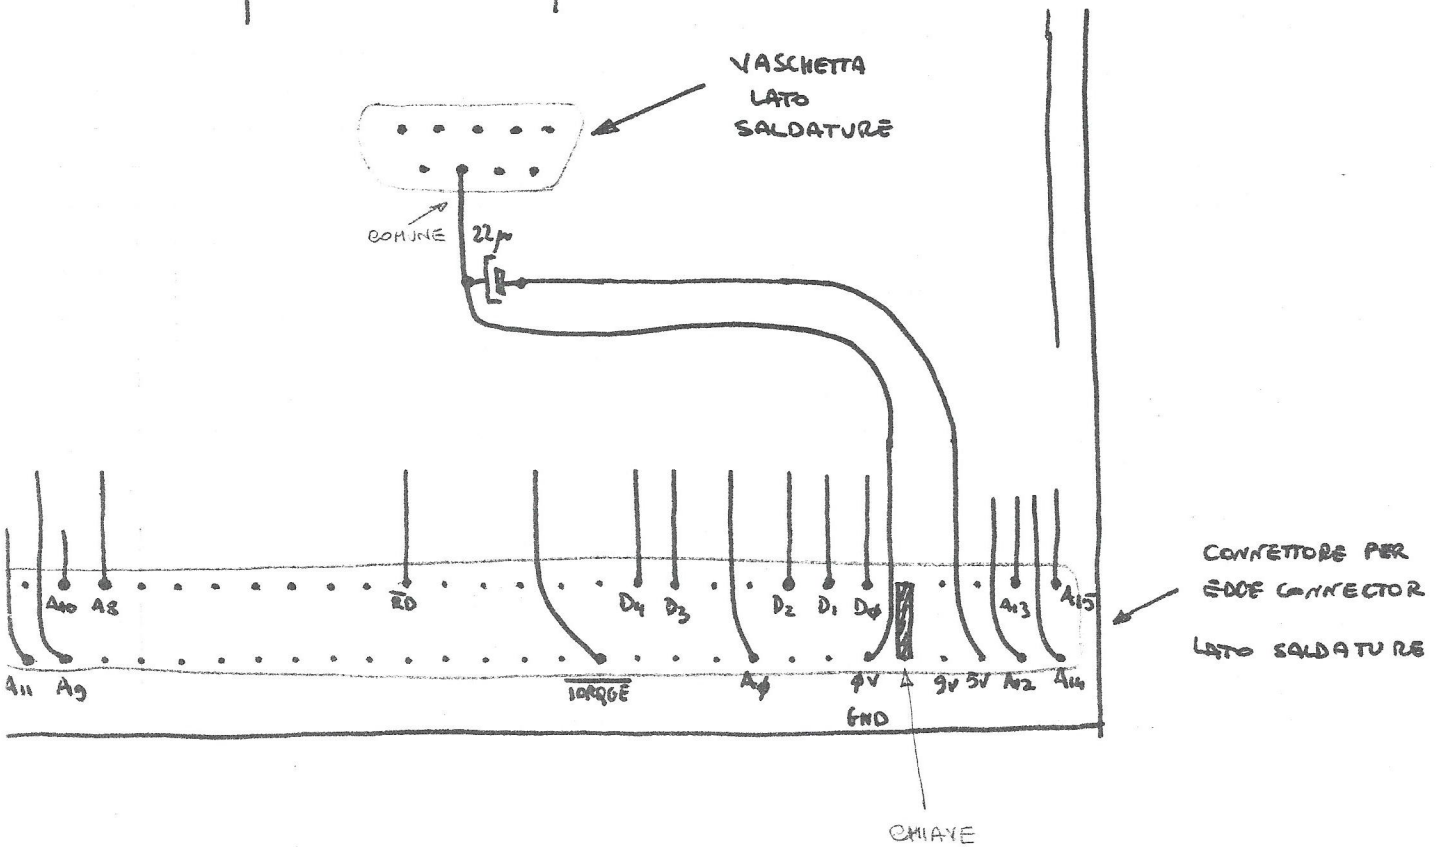 VASCHETTA
LATO
SALDATURE
COMUNE
22µ
CONNETTORE PER
EDGE CONNECTOR
LATO SALDATURE
A10 A8 RD D4 D3 D2 D1 Dφ A13 A15
A11 A9 IORQGE Aφ φV 9V 5V A12 A14
GND
CHIAVE